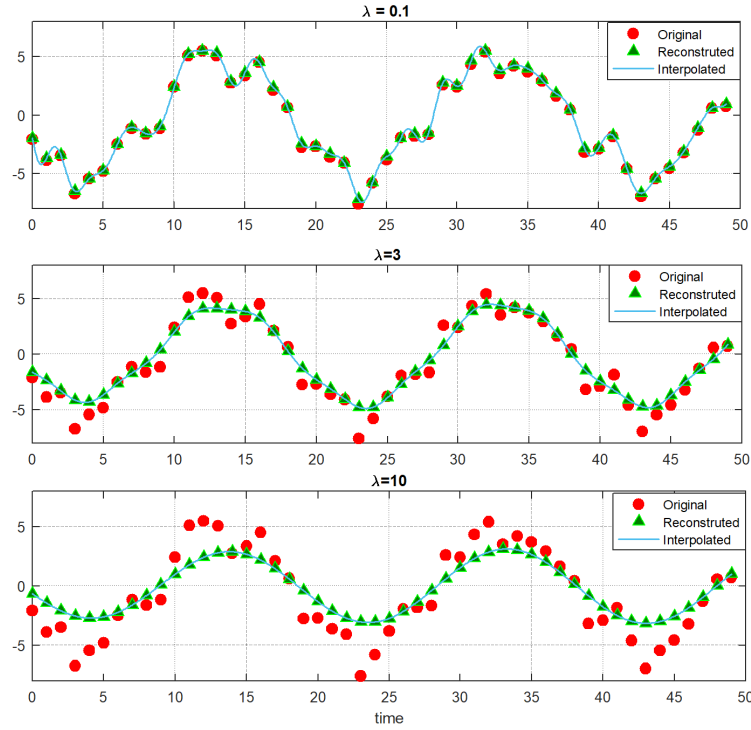 λ = 0.1
5
0
-5
0 5 10 15 20 25 30 35 40 45 50
Original
Reconstruted
Interpolated
λ=3
5
0
-5
0 5 10 15 20 25 30 35 40 45 50
Original
Reconstruted
Interpolated
λ=10
5
0
-5
0 5 10 15 20 25 30 35 40 45 50
Original
Reconstruted
Interpolated
time